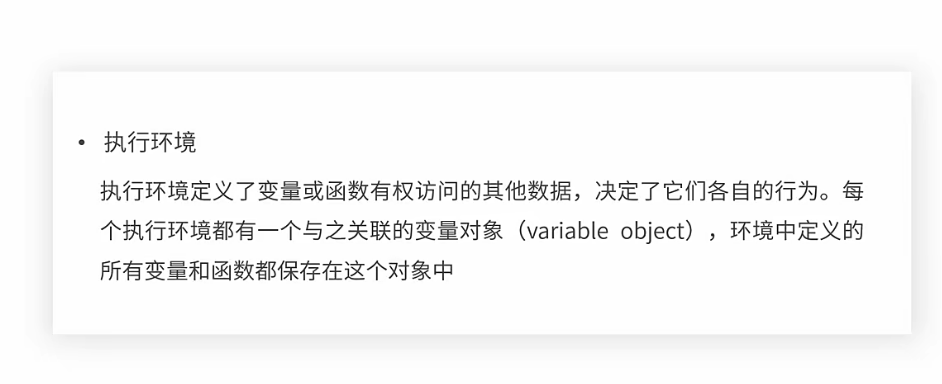 • 执行环境
执行环境定义了变量或函数有权访问的其他数据，决定了它们各自的行为。每
个执行环境都有一个与之关联的变量对象（variable object），环境中定义的
所有变量和函数都保存在这个对象中